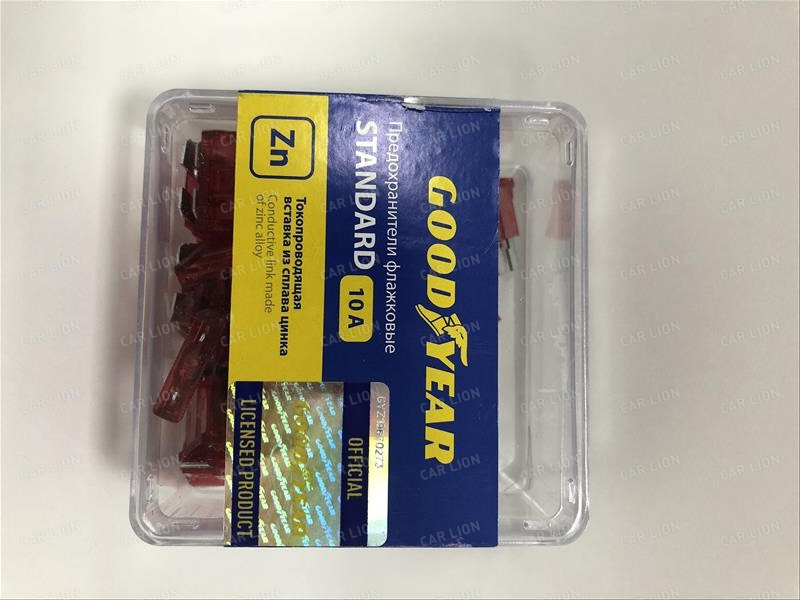 GOODYEAR
Предохранители флажковые
STANDARD 10 A
Zn
Токопроводящая
вставка из сплава цинка
Conductive link made
of zinc alloy
OFFICIAL
LICENSED PRODUCT
CAR LION